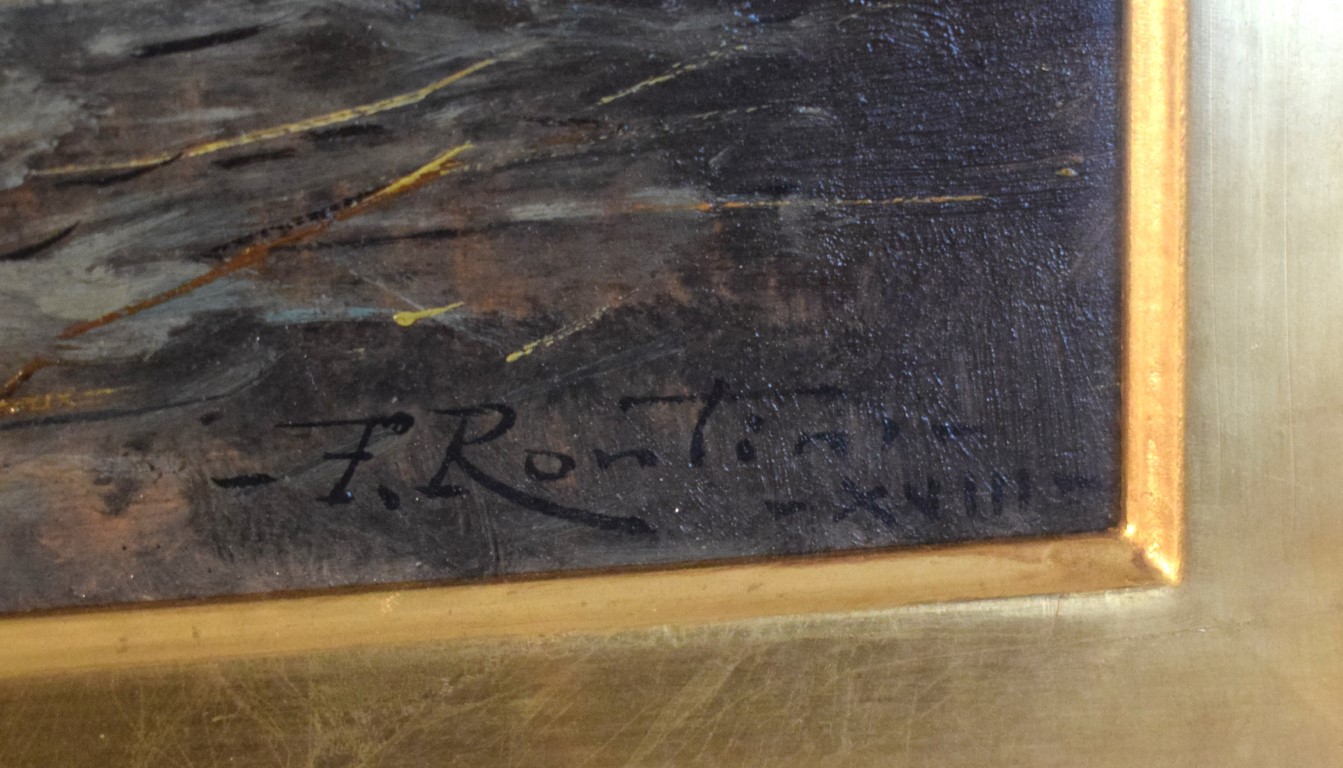 - F. Rontini -
- XVIII -